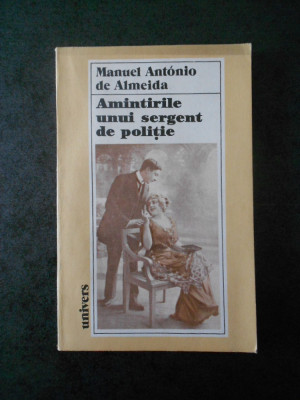 Manuel António
de Almeida
Amintirile
unui sergent
de poliție
univers